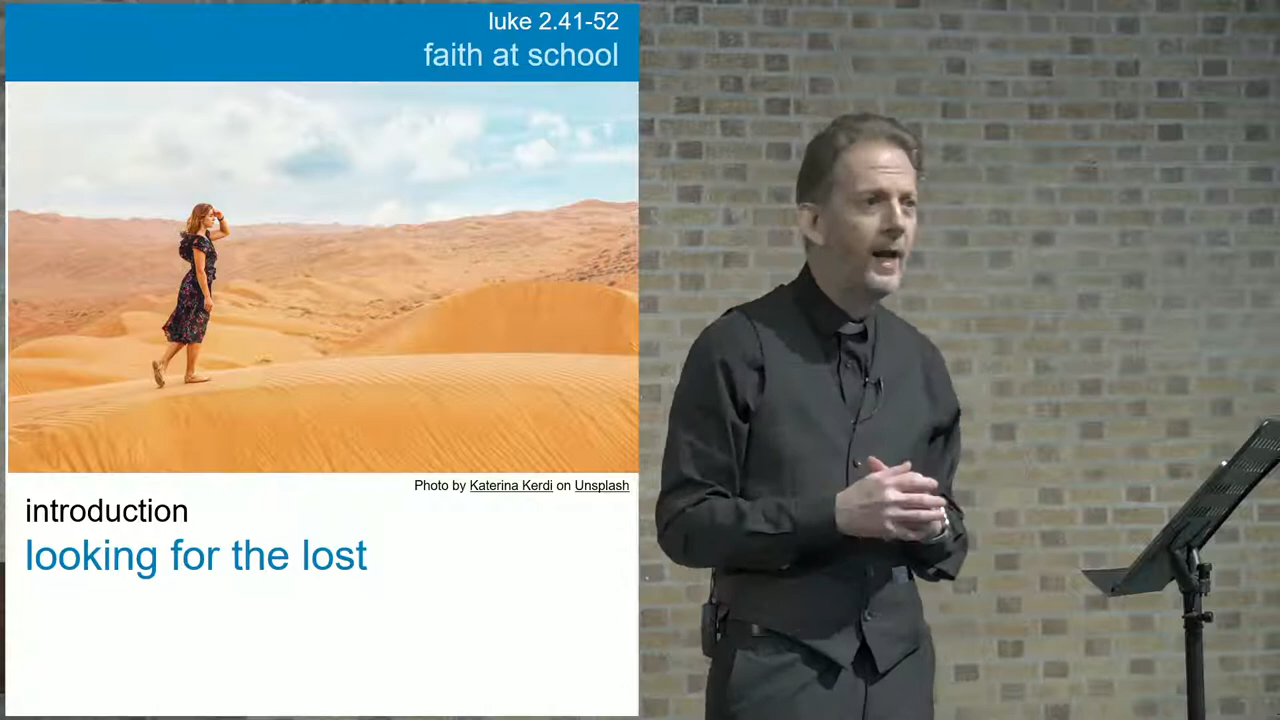 luke 2.41-52
faith at school
Photo by Katerina Kerdi on Unsplash
introduction
looking for the lost